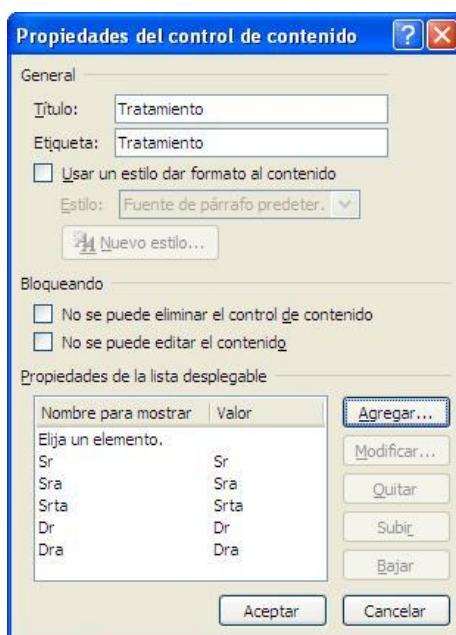 Propiedades del control de contenido
General
Título: Tratamiento
Etiqueta: Tratamiento
Usar un estilo dar formato al contenido
Estilo: Fuente de párrafo predeter.
Nuevo estilo...
Bloqueando
No se puede eliminar el control de contenido
No se puede editar el contenido
Propiedades de la lista desplegable
Nombre para mostrar Valor Agregar...
Elija un elemento.
Sr Sr Modificar...
Sra Sra
Srta Srta Quitar
Dr Dr Subir
Dra Dra
Bajar
Aceptar Cancelar